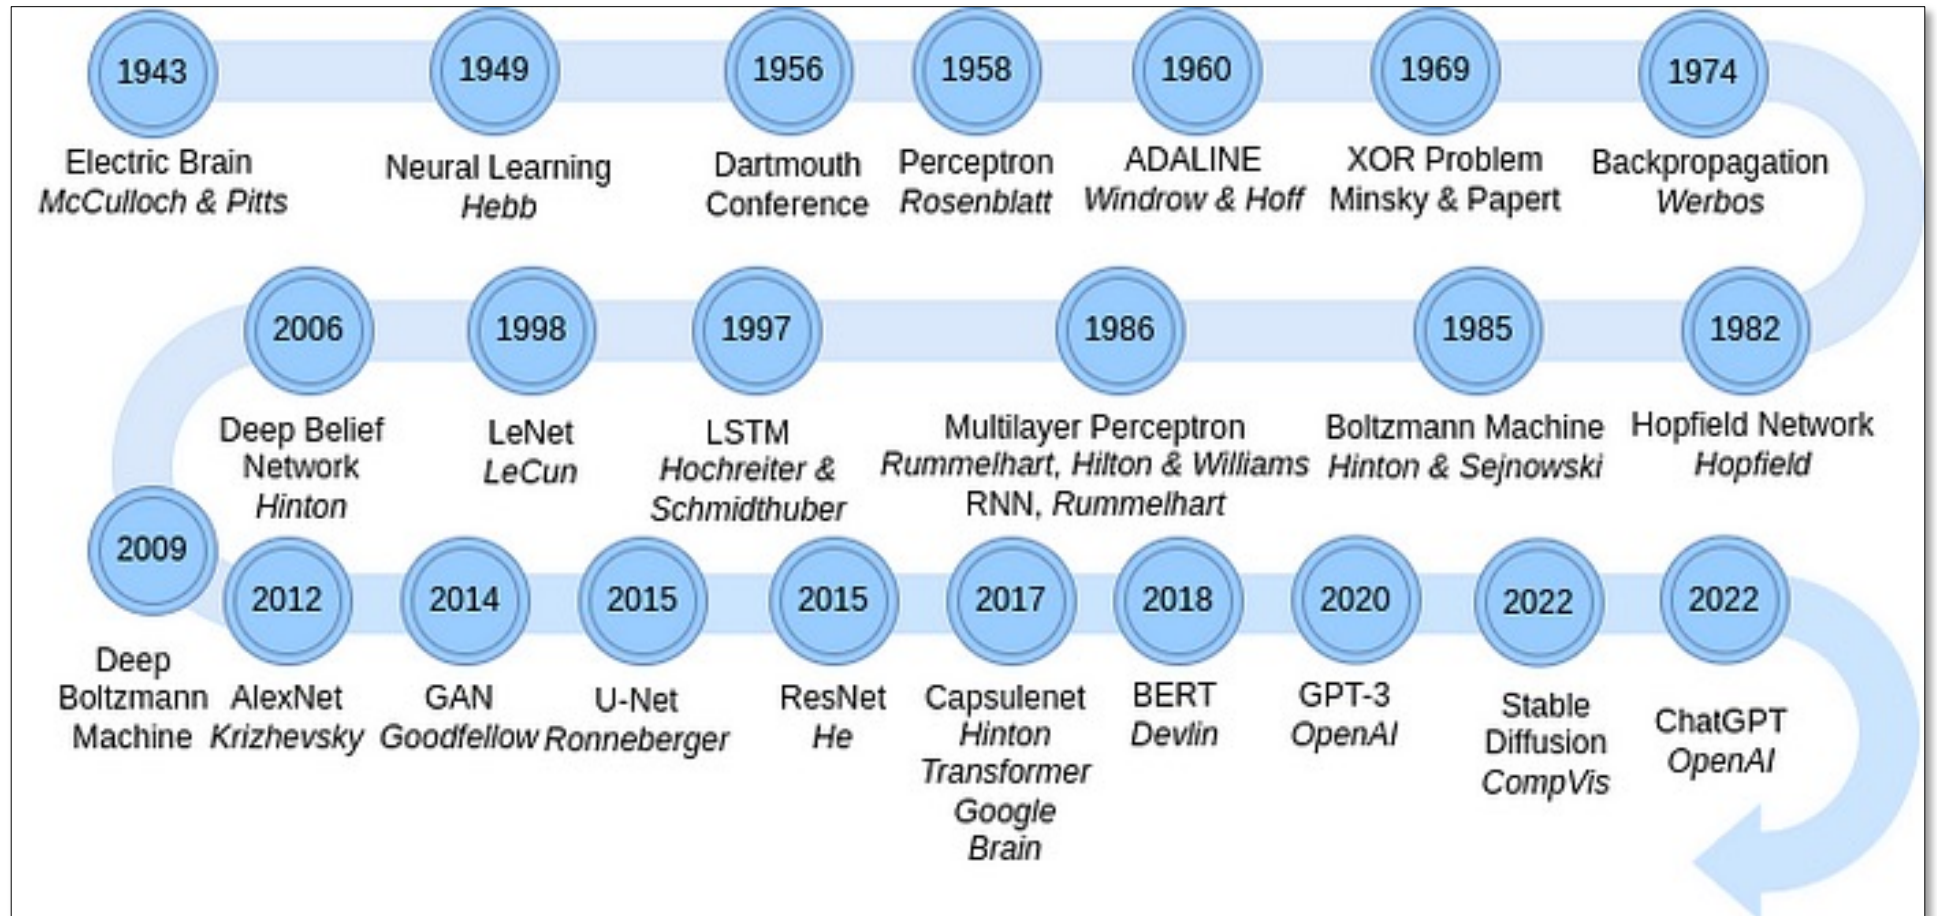 1943
Electric Brain
McCulloch & Pitts
1949
Neural Learning
Hebb
1956
Dartmouth
Conference
1958
Perceptron
Rosenblatt
1960
ADALINE
Windrow & Hoff
1969
XOR Problem
Minsky & Papert
1974
Backpropagation
Werbos
1982
Hopfield Network
Hopfield
1985
Boltzmann Machine
Hinton & Sejnowski
1986
Multilayer Perceptron
Rummelhart, Hilton & Williams
RNN, Rummelhart
1997
LSTM
Hochreiter &
Schmidthuber
1998
LeNet
LeCun
2006
Deep Belief
Network
Hinton
2009
Deep
Boltzmann
Machine
2012
AlexNet
Krizhevsky
2014
GAN
Goodfellow
2015
U-Net
Ronneberger
2015
ResNet
He
2017
Capsulenet
Hinton
Transformer
Google
Brain
2018
BERT
Devlin
2020
GPT-3
OpenAI
2022
Stable
Diffusion
CompVis
2022
ChatGPT
OpenAI